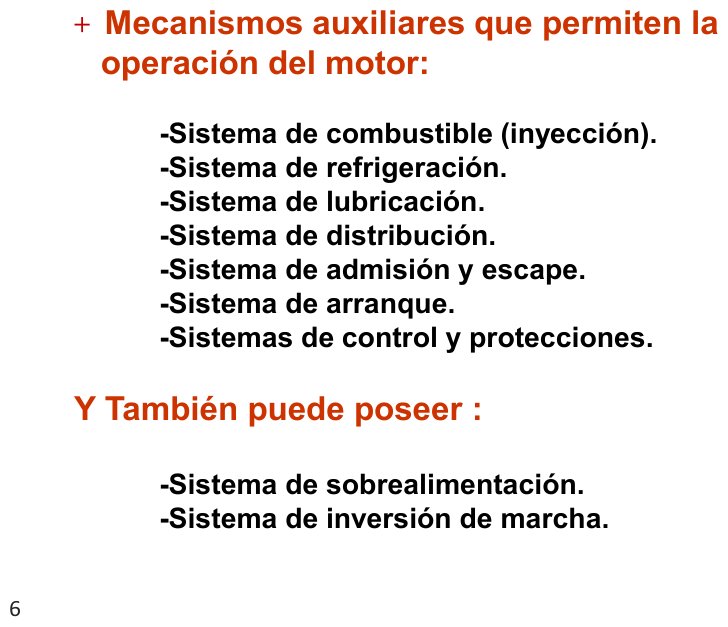 + Mecanismos auxiliares que permiten la
operación del motor:
-Sistema de combustible (inyección).
-Sistema de refrigeración.
-Sistema de lubricación.
-Sistema de distribución.
-Sistema de admisión y escape.
-Sistema de arranque.
-Sistemas de control y protecciones.
Y También puede poseer :
-Sistema de sobrealimentación.
-Sistema de inversión de marcha.
6